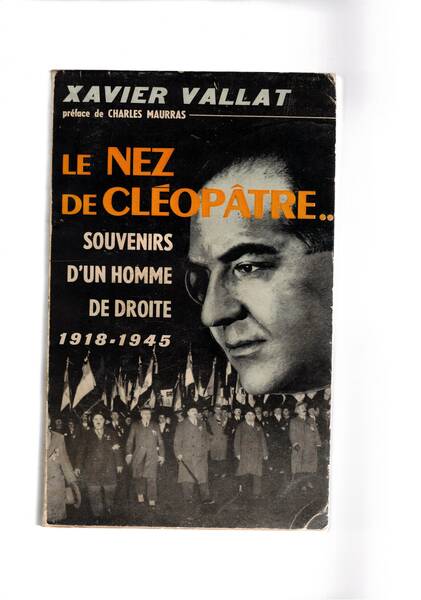 XAVIER VALLAT
préface de CHARLES MAURRAS
LE NEZ
DE CLÉOPÂTRE..
SOUVENIRS
D'UN HOMME
DE DROITE
1918-1945